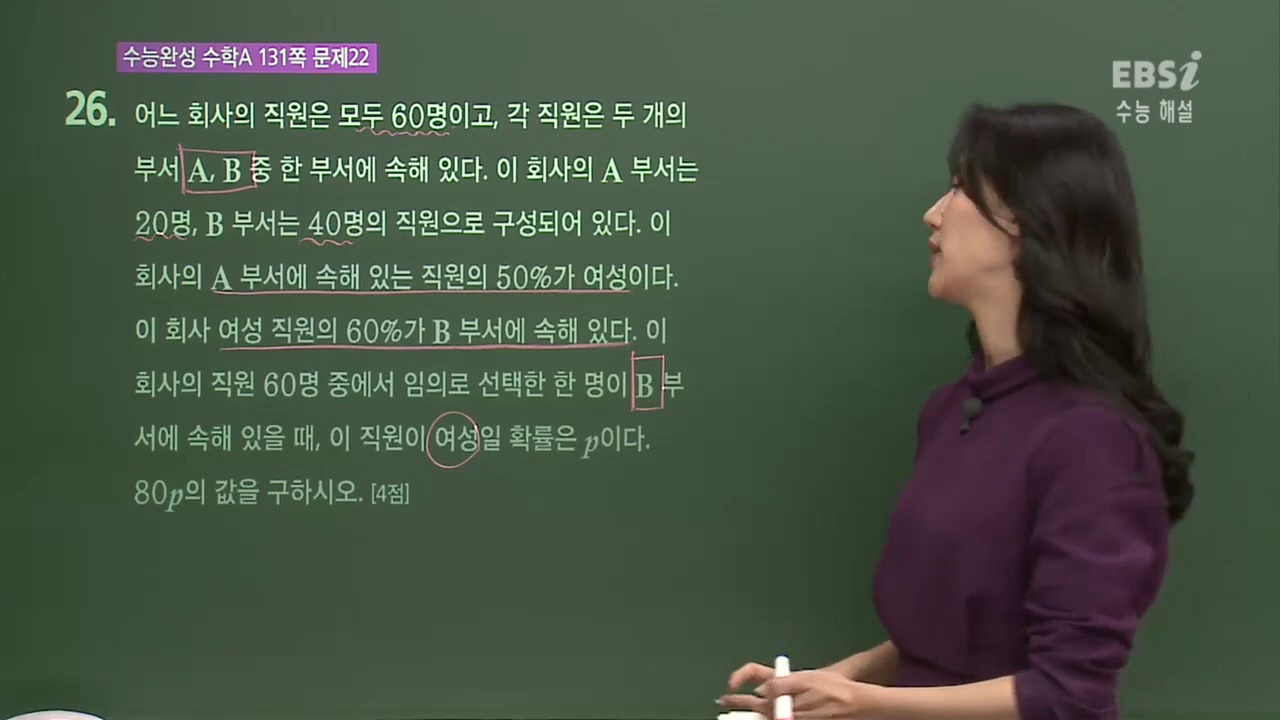 수능완성 수학A 131쪽 문제22
EBSi
수능 해설
26. 어느 회사의 직원은 모두 60명이고, 각 직원은 두 개의
부서 A, B 중 한 부서에 속해 있다. 이 회사의 A 부서는
20명, B 부서는 40명의 직원으로 구성되어 있다. 이
회사의 A 부서에 속해 있는 직원의 50%가 여성이다.
이 회사 여성 직원의 60%가 B 부서에 속해 있다. 이
회사의 직원 60명 중에서 임의로 선택한 한 명이 B 부
서에 속해 있을 때, 이 직원이 여성일 확률은 p이다.
80p의 값을 구하시오. [4점]